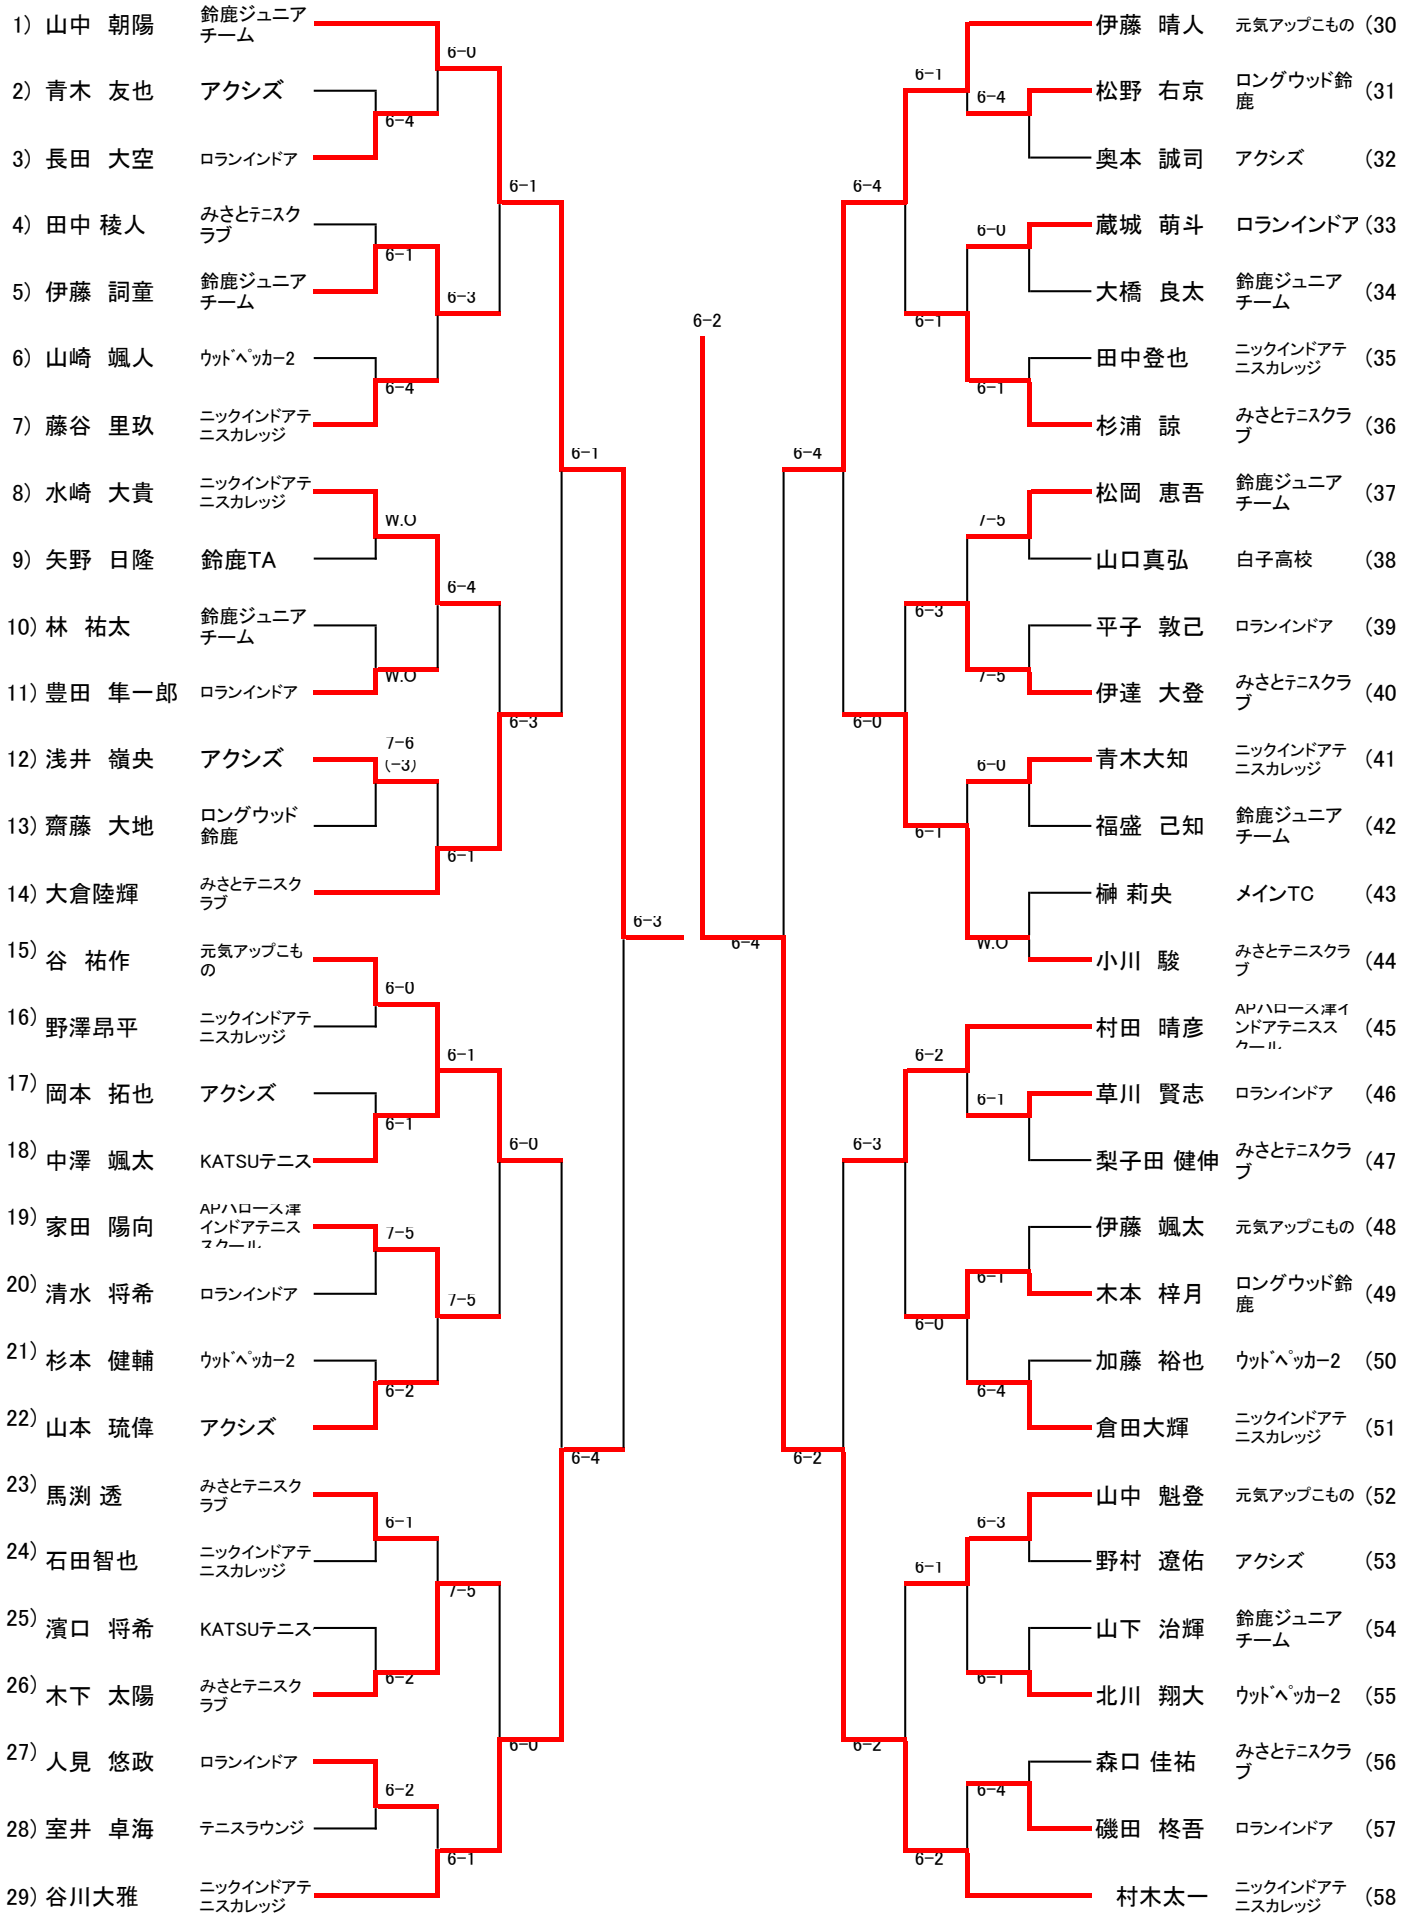 1) 山中 朝陽 鈴鹿ジュニア
チーム
6-0
2) 青木 友也 アクシズ
6-4
3) 長田 大空 ロランインドア
6-1
4) 田中 稜人 みさとテニスク
ラブ
6-1
5) 伊藤 詞童 鈴鹿ジュニア
チーム
6-3
6) 山崎 颯人 ウッドペッカー2
6-4
7) 藤谷 里玖 ニックインドアテ
ニスカレッジ
6-1
8) 水崎 大貴 ニックインドアテ
ニスカレッジ
W.O
9) 矢野 日隆 鈴鹿TA
6-4
10) 林 祐太 鈴鹿ジュニア
チーム
W.O
11) 豊田 隼一郎 ロランインドア
6-3
12) 浅井 嶺央 アクシズ
7-6
(-3)
13) 齋藤 大地 ロングウッド
鈴鹿
6-1
14) 大倉陸輝 みさとテニスク
ラブ
6-3
15) 谷 祐作 元気アップこも
の
6-0
16) 野澤昂平 ニックインドアテ
ニスカレッジ
6-1
17) 岡本 拓也 アクシズ
6-1
18) 中澤 颯太 KATSUテニス
6-0
19) 家田 陽向 APハローズ津
インドアテニス
スクール
7-5
20) 清水 将希 ロランインドア
7-5
21) 杉本 健輔 ウッドペッカー2
6-2
22) 山本 琉偉 アクシズ
6-4
23) 馬渕 透 みさとテニスク
ラブ
6-1
24) 石田智也 ニックインドアテ
ニスカレッジ
7-5
25) 濱口 将希 KATSUテニス
6-2
26) 木下 太陽 みさとテニスク
ラブ
6-0
27) 人見 悠政 ロランインドア
6-2
28) 室井 卓海 テニスラウンジ
6-1
29) 谷川大雅 ニックインドアテ
ニスカレッジ
6-2
6-4
伊藤 晴人 元気アップこもの (30
6-1
松野 右京 ロングウッド鈴
鹿 (31
6-4
奥本 誠司 アクシズ (32
6-4
蔵城 萌斗 ロランインドア (33
6-0
大橋 良太 鈴鹿ジュニア
チーム (34
6-1
田中登也 ニックインドアテ
ニスカレッジ (35
6-1
杉浦 諒 みさとテニスクラ
ブ (36
6-4
松岡 恵吾 鈴鹿ジュニア
チーム (37
7-5
山口真弘 白子高校 (38
6-3
平子 敦己 ロランインドア (39
7-5
伊達 大登 みさとテニスクラ
ブ (40
6-0
青木大知 ニックインドアテ
ニスカレッジ (41
6-0
福盛 己知 鈴鹿ジュニア
チーム (42
6-1
榊 莉央 メインTC (43
W.O
小川 駿 みさとテニスクラ
ブ (44
村田 晴彦 APハローズ津イ
ンドアテニスス
クール (45
6-2
草川 賢志 ロランインドア (46
6-1
梨子田 健伸 みさとテニスクラ
ブ (47
6-3
伊藤 颯太 元気アップこもの (48
6-1
木本 梓月 ロングウッド鈴
鹿 (49
6-0
加藤 裕也 ウッドペッカー2 (50
6-4
倉田大輝 ニックインドアテ
ニスカレッジ (51
6-2
山中 魁登 元気アップこもの (52
6-3
野村 遼佑 アクシズ (53
6-1
山下 治輝 鈴鹿ジュニア
チーム (54
6-1
北川 翔大 ウッドペッカー2 (55
6-2
森口 佳祐 みさとテニスクラ
ブ (56
6-4
磯田 柊吾 ロランインドア (57
6-2
村木太一 ニックインドアテ
ニスカレッジ (58